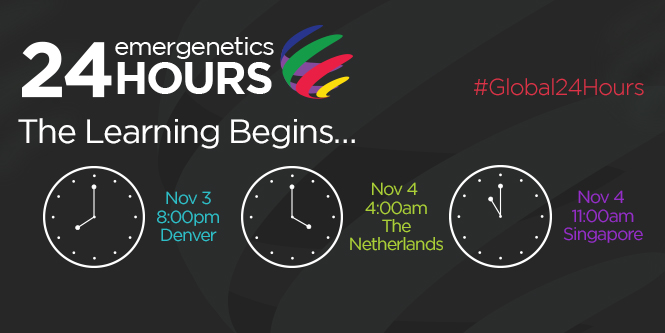 24 emergenetics
HOURS
#Global24Hours
The Learning Begins...
Nov 3
8:00pm
Denver
Nov 4
4:00am
The
Netherlands
Nov 4
11:00am
Singapore